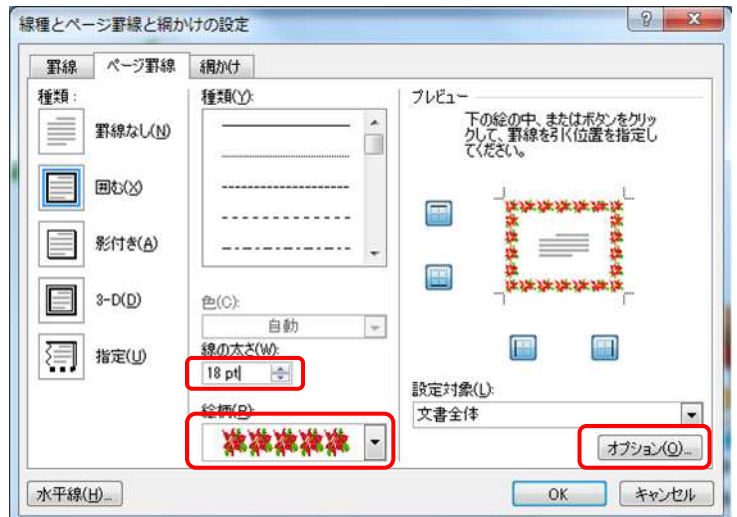 線種とページ罫線と網かけの設定
罫線 ページ罫線 網かけ
種類:
罫線なし(N)
囲む(X)
影付き(A)
3-D(D)
指定(U)
種類(Y):
色(C):
自動
線の太さ(W):
18 pt
絵柄(R):
プレビュー
下の絵の中、またはボタンをクリッ
クして、罫線を引く位置を指定し
てください。
設定対象(L):
文書全体
オプション(O)...
水平線(H)...
OK
キャンセル